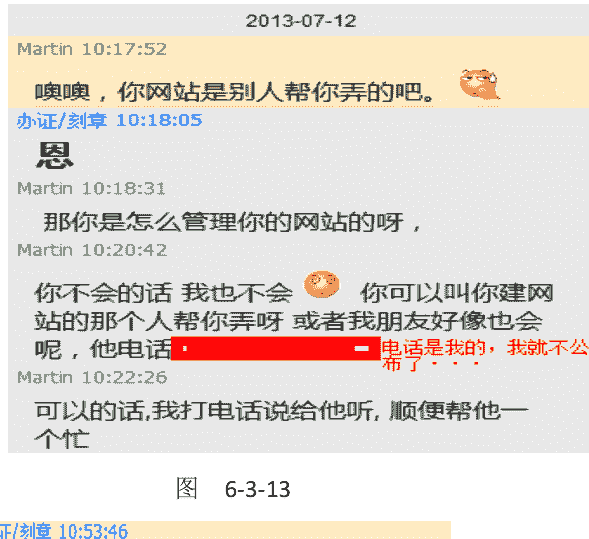 2013-07-12
Martin 10:17:52
噢噢，你网站是别人帮你弄的吧。
办证/刻章 10:18:05
恩
Martin 10:18:31
那你是怎么管理你的网站的呀，
Martin 10:20:42
你不会的话 我也不会 你可以叫你建网
站的那个人帮你弄呀 或者我朋友好像也会
呢，他电话
电话是我的，我就不公
布了・・・
Martin 10:22:26
可以的话,我打电话说给他听, 顺便帮他一
个忙
图 6-3-13
证/刻章 10:53:46